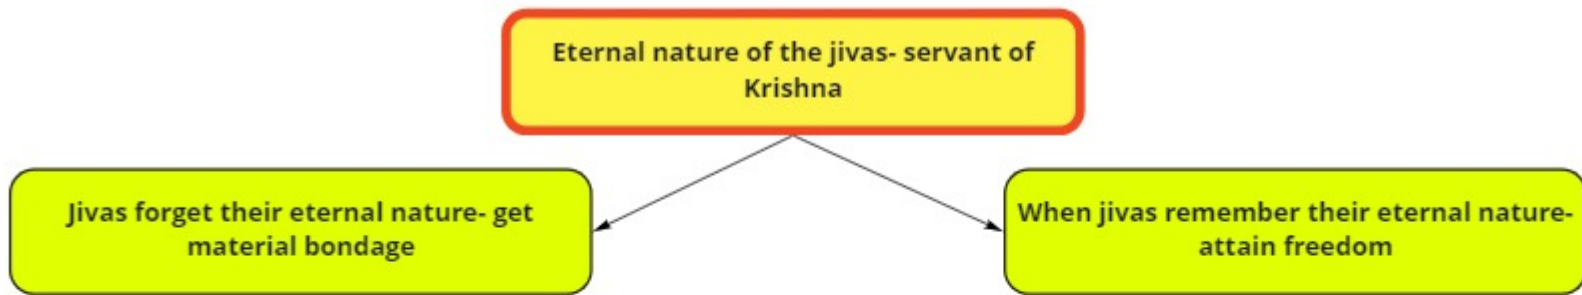 Eternal nature of the jivas- servant of
Krishna
Jivas forget their eternal nature- get
material bondage
When jivas remember their eternal nature-
attain freedom